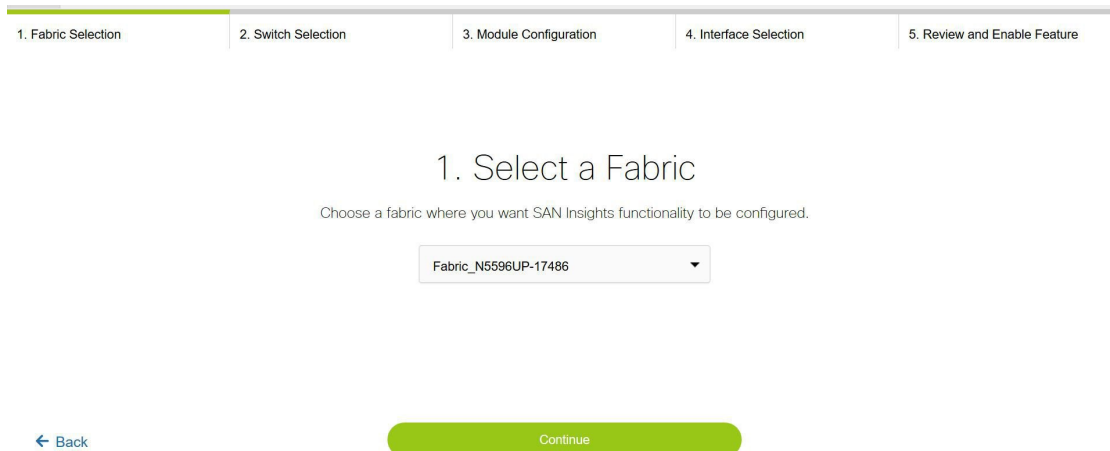 1. Fabric Selection
2. Switch Selection
3. Module Configuration
4. Interface Selection
5. Review and Enable Feature
1. Select a Fabric
Choose a fabric where you want SAN Insights functionality to be configured.
Fabric_N5596UP-17486
← Back
Continue